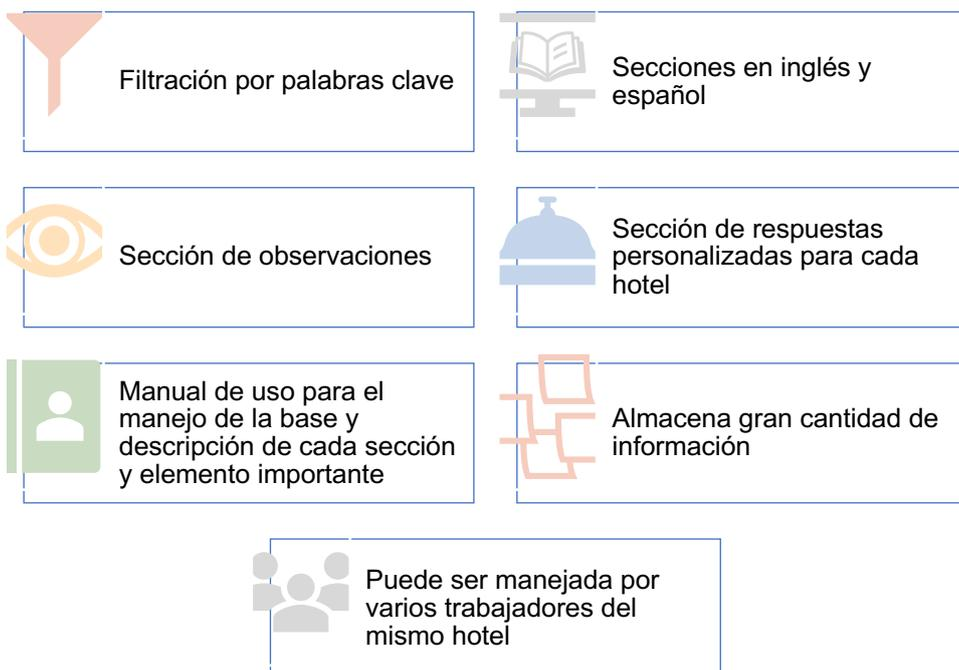 Filtración por palabras clave
Secciones en inglés y
español
Sección de observaciones
Sección de respuestas
personalizadas para cada
hotel
Manual de uso para el
manejo de la base y
descripción de cada sección
y elemento importante
Almacena gran cantidad de
información
Puede ser manejada por
varios trabajadores del
mismo hotel